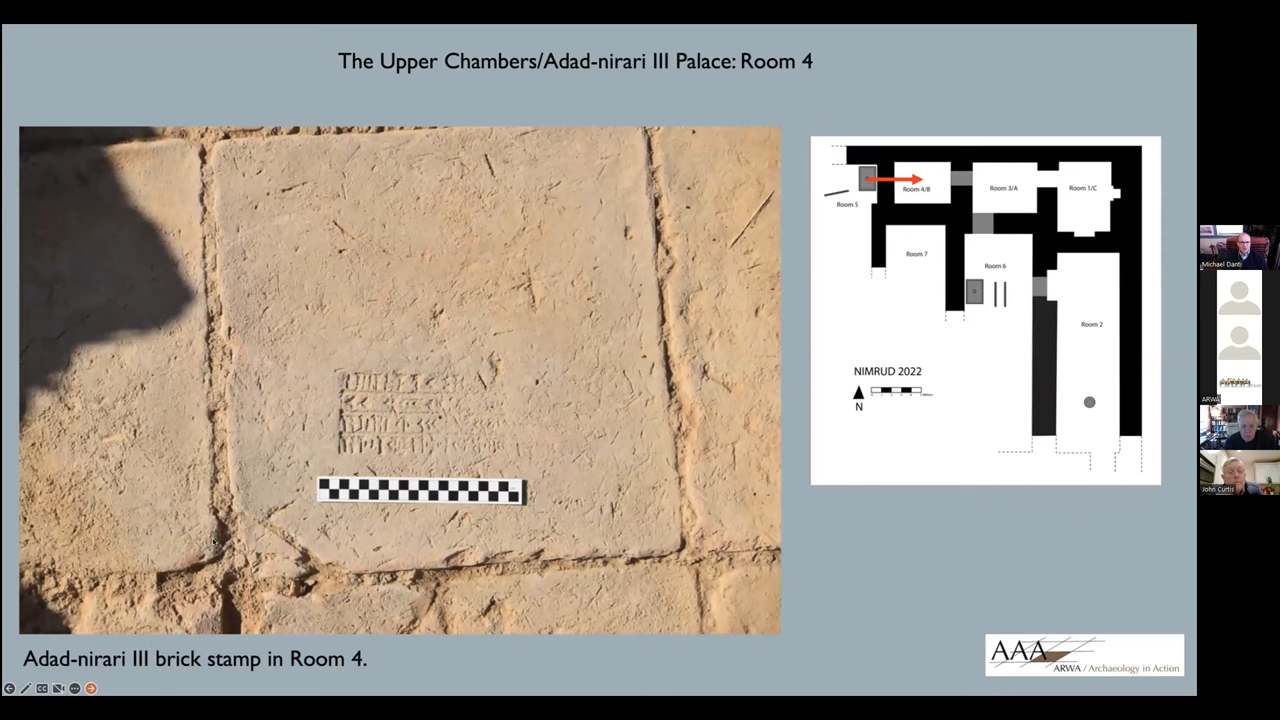 The Upper Chambers/Adad-nirari III Palace: Room 4
Room 4/B
Room 3/A
Room 1/C
Room 5
Room 7
Room 6
Room 2
NIMRUD 2022
N
Adad-nirari III brick stamp in Room 4.
AAA
ARWA / Archaeology in Action
Michael Danti
ARWA
John Curtis